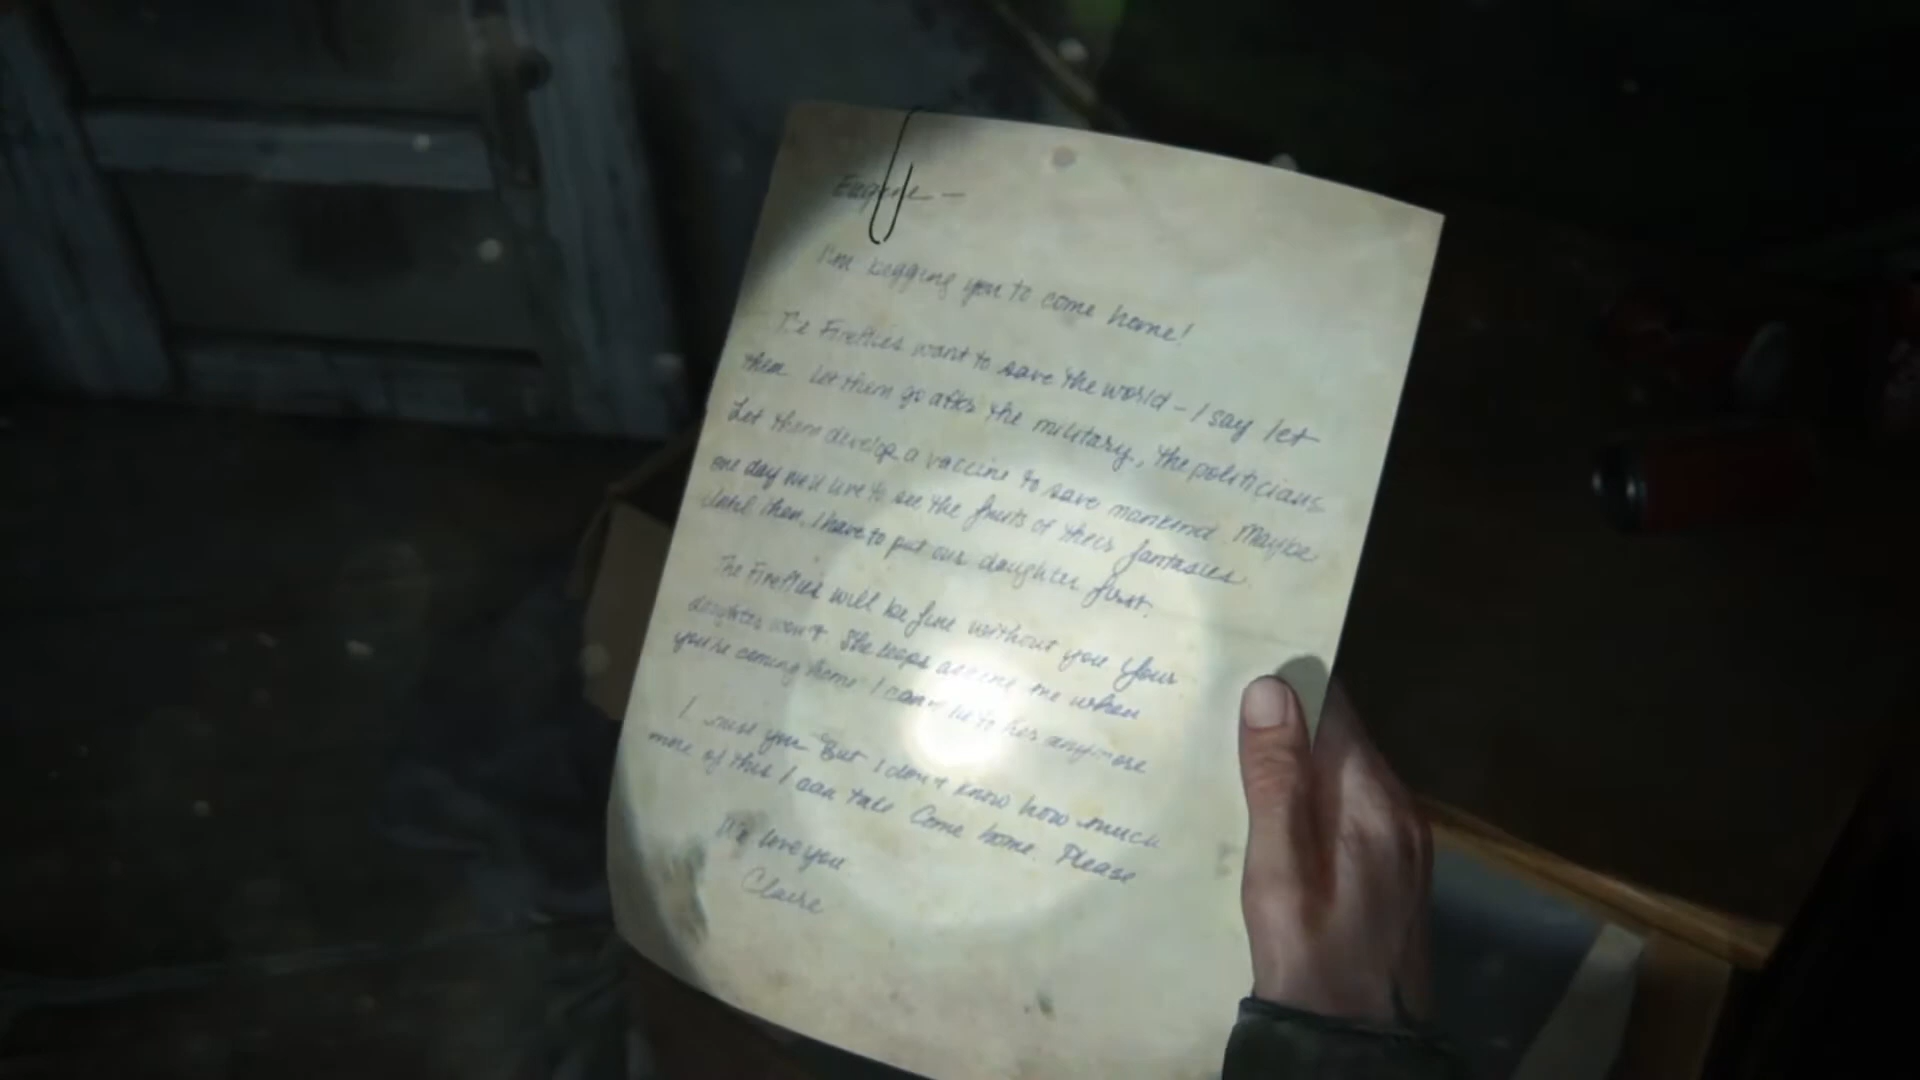 Eugene —
I'm begging you to come home!
The Fireflies want to save the world - I say let
them. Let them go after the military, the politicians.
Let them develop a vaccine to save mankind. Maybe
one day we'll live to see the fruits of their fantasies.
Until then, I have to put our daughter first.
The Fireflies will be fine without you. Your
daughter won't. She keeps asking me when
you're coming home. I can't lie to her anymore
I miss you. But I don't know how much
more of this I can take. Come home. Please
We love you
Claire